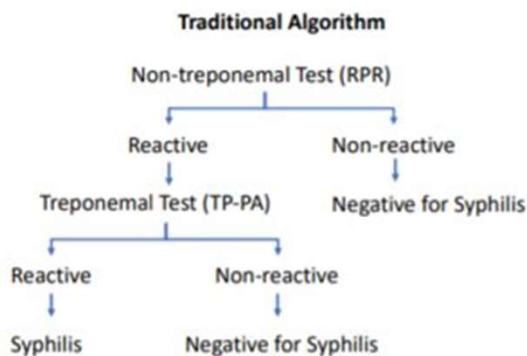 Traditional Algorithm
Non-treponemal Test (RPR)
Reactive
Non-reactive
Treponemal Test (TP-PA)
Negative for Syphilis
Reactive
Non-reactive
Syphilis
Negative for Syphilis